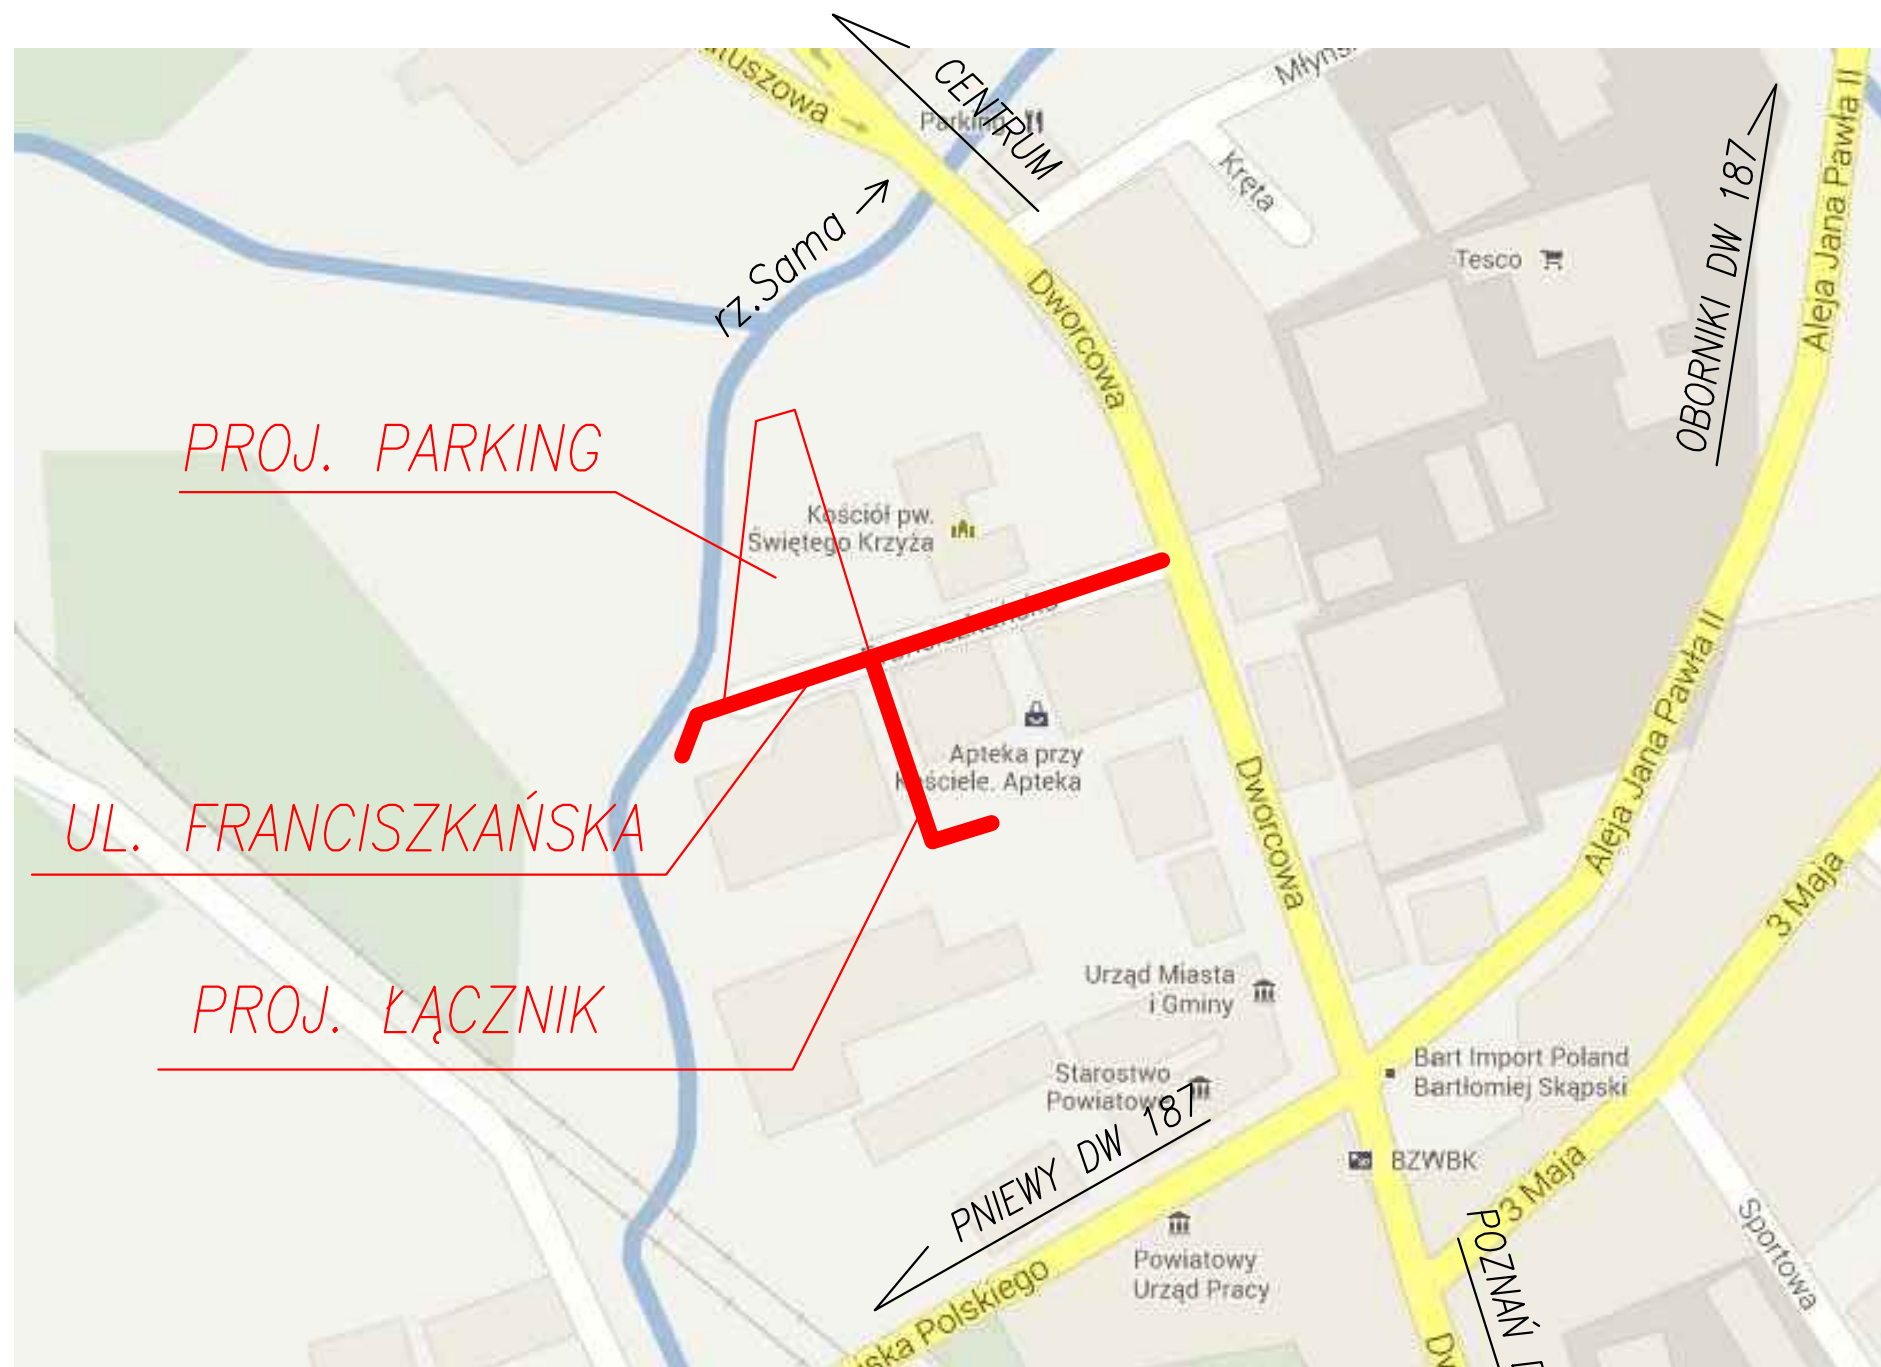 CENTRUM
Parking
Kręta
rz.Sama
Dworcowa
Tesco
OBORNIKI DW 187
Aleja Jana Pawła II
PROJ. PARKING
Kościół pw.
Świętego Krzyża
Aleja Jana Pawła II
Apteka przy
Kościele. Apteka
UL. FRANCISZKAŃSKA
Dworcowa
3 Maja
Urząd Miasta
i Gminy
PROJ. ŁĄCZNIK
Starostwo
Powiatowe
Bart Import Poland
Bartłomiej Skąpski
PNIEWY DW 187
BZWBK
3 Maja
POZNAŃ
Sportowa
Powiatowy
Urząd Pracy
Polskiego